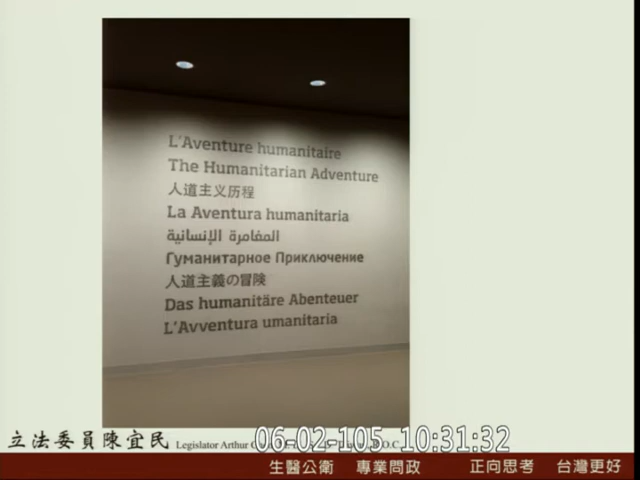 L'Aventure humanitaire
The Humanitarian Adventure
人道主义历程
La Aventura humanitaria
المغامرة الإنسانية
Гуманитарное Приключение
人道主義の冒険
Das humanitäre Abenteuer
L'Avventura umanitaria
立法委員陳宜民 Legislator Arthur
06-02-105 10:31:32
生醫公衛 專業問政 正向思考 台灣更好